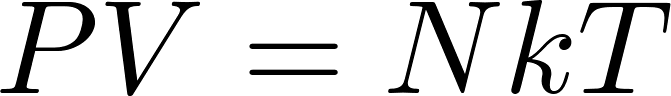 PV = NkT